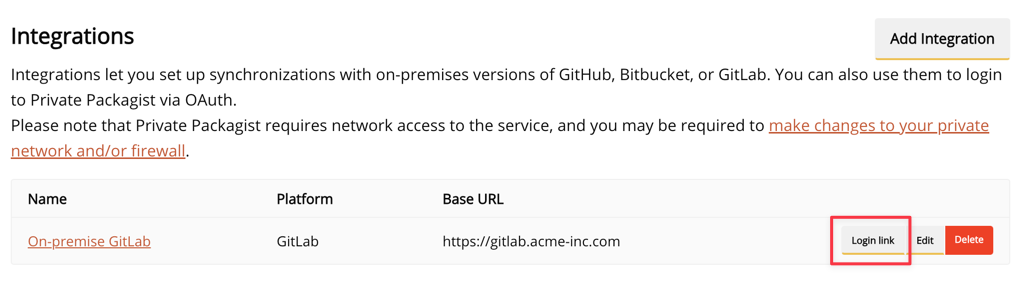 Integrations
Add Integration
Integrations let you set up synchronizations with on-premises versions of GitHub, Bitbucket, or GitLab. You can also use them to login
to Private Packagist via OAuth.
Please note that Private Packagist requires network access to the service, and you may be required to make changes to your private
network and/or firewall.
Name Platform Base URL
On-premise GitLab GitLab https://gitlab.acme-inc.com Login link Edit Delete